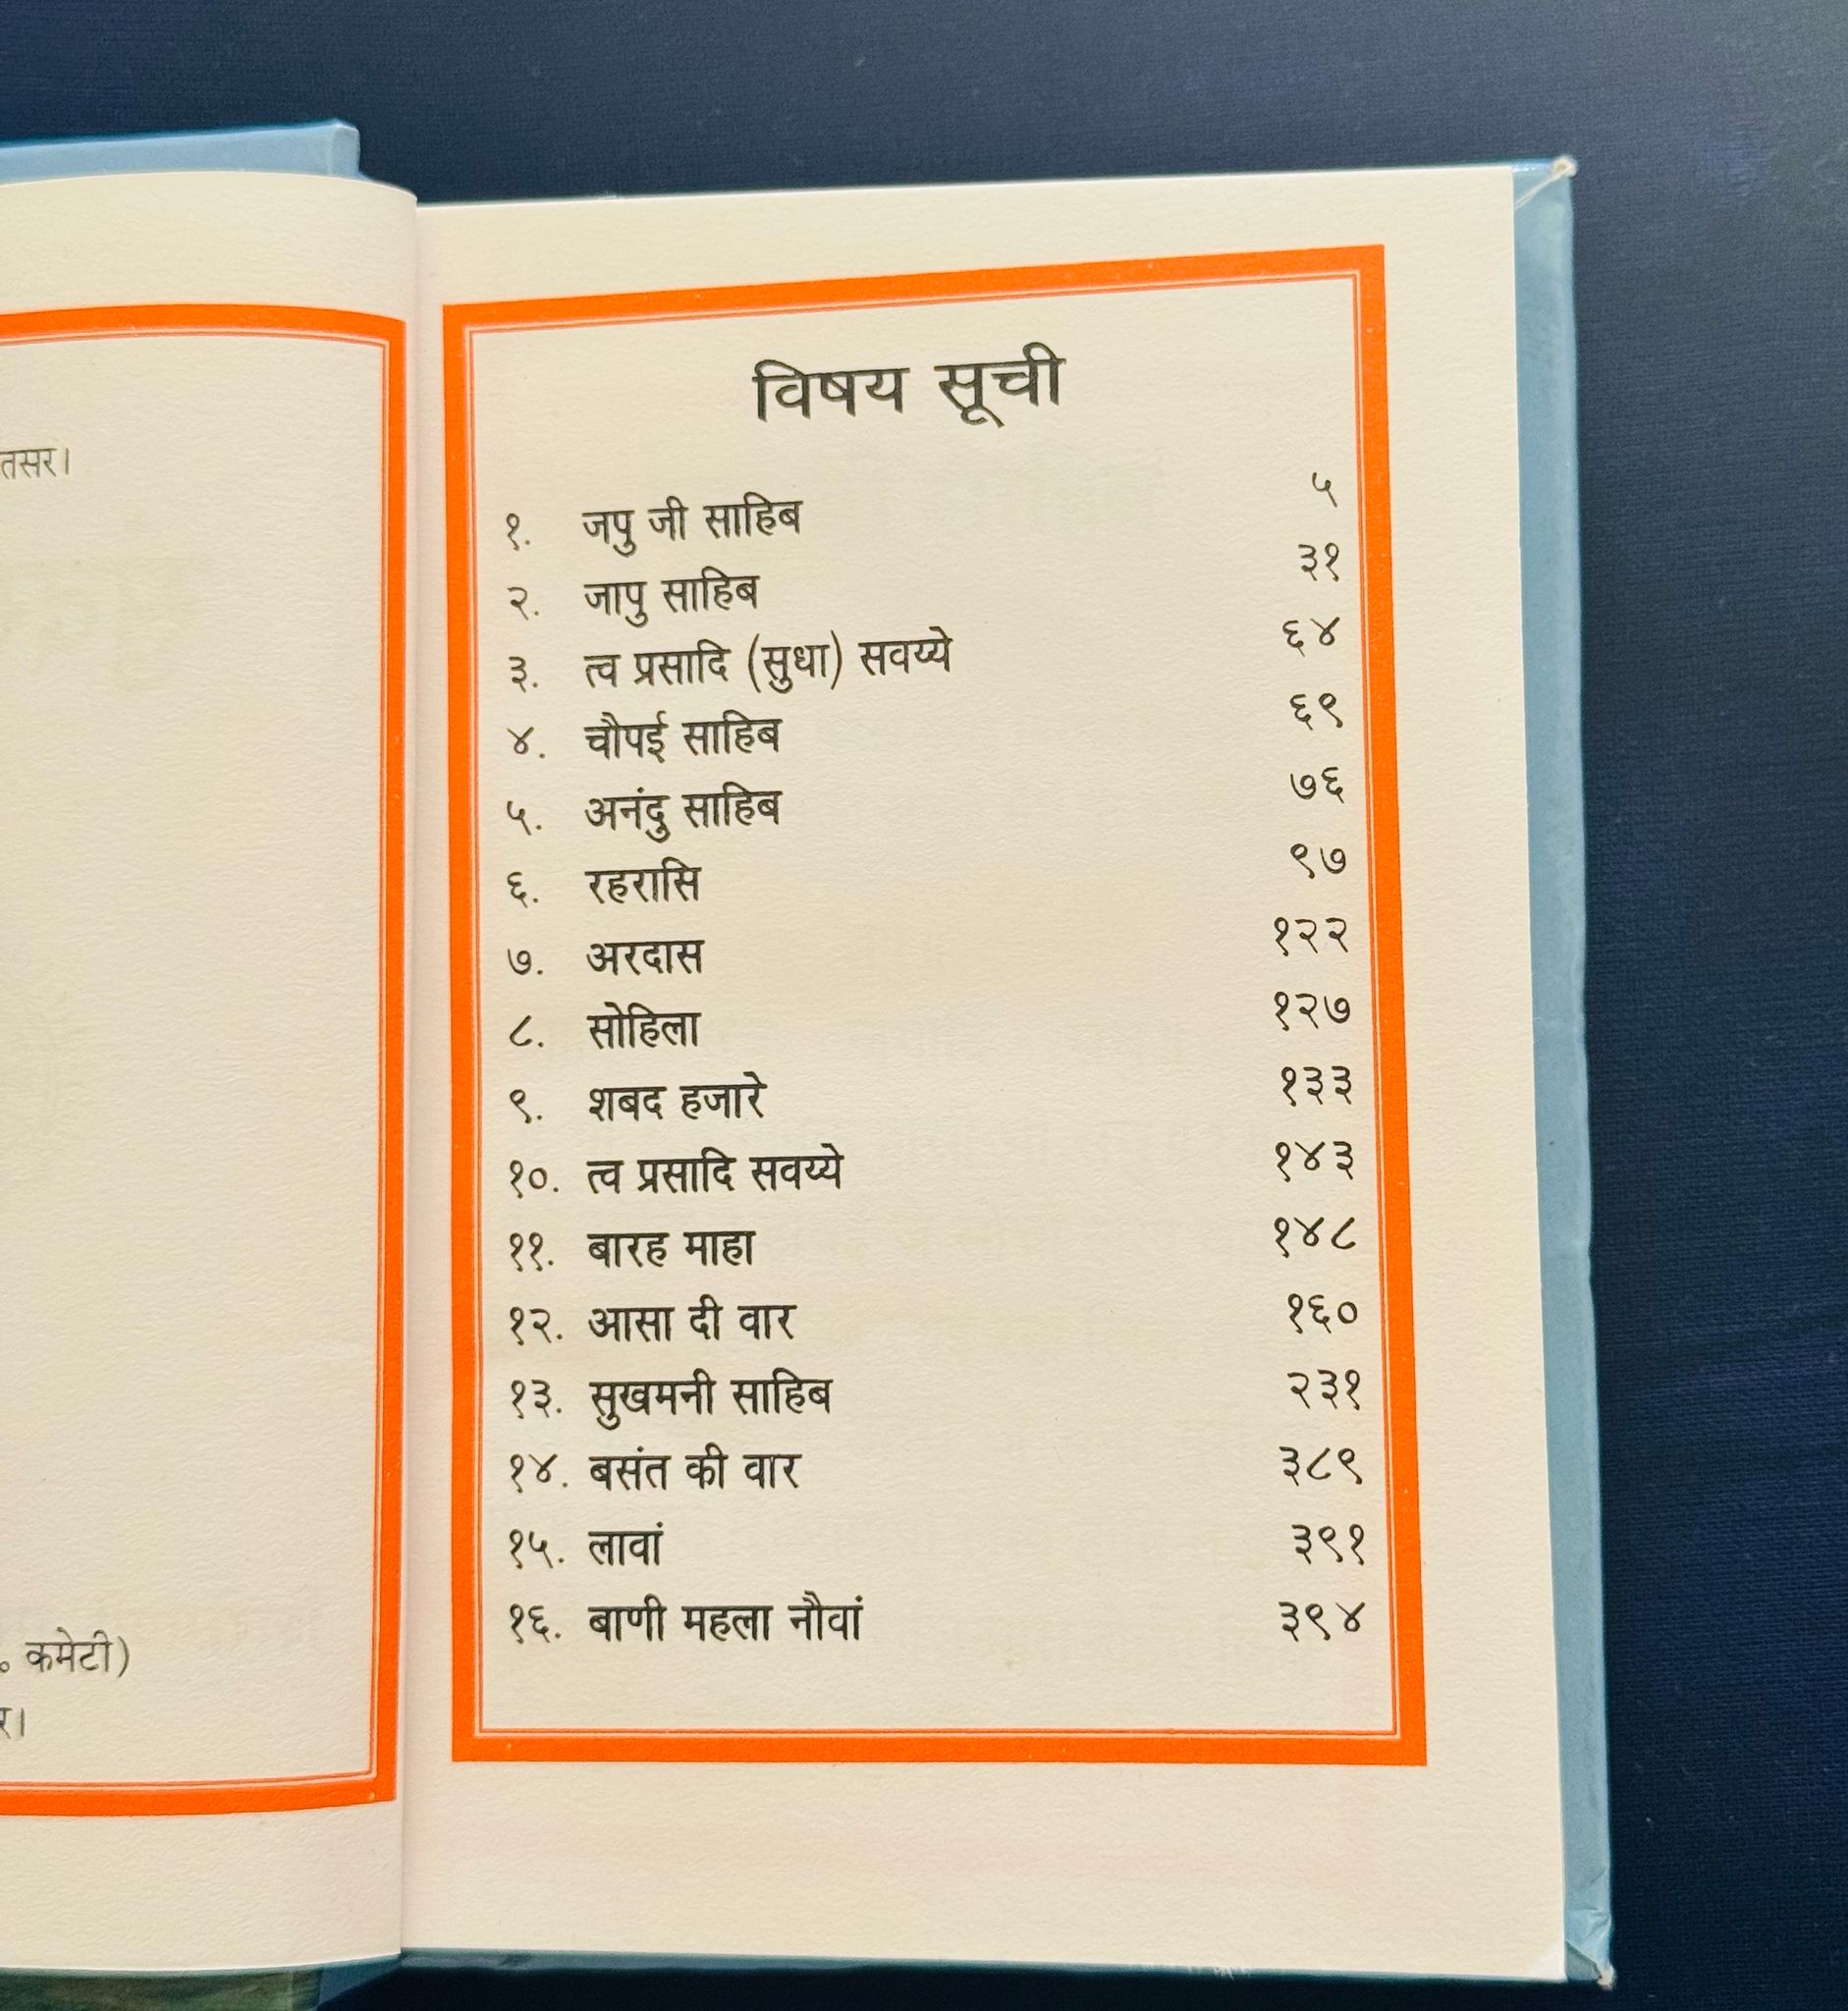 तसर।
० कमेटी)
र।
विषय सूची
१. जपु जी साहिब ५
२. जापु साहिब ३१
३. त्व प्रसादि (सुधा) सवय्ये ६४
४. चौपई साहिब ६९
५. अनंदु साहिब ७६
६. रहरासि ९७
७. अरदास १२२
८. सोहिला १२७
९. शबद हजारे १३३
१०. त्व प्रसादि सवय्ये १४३
११. बारह माहा १४८
१२. आसा दी वार १६०
१३. सुखमनी साहिब २३१
१४. बसंत की वार ३८९
१५. लावां ३९१
१६. बाणी महला नौवां ३९४